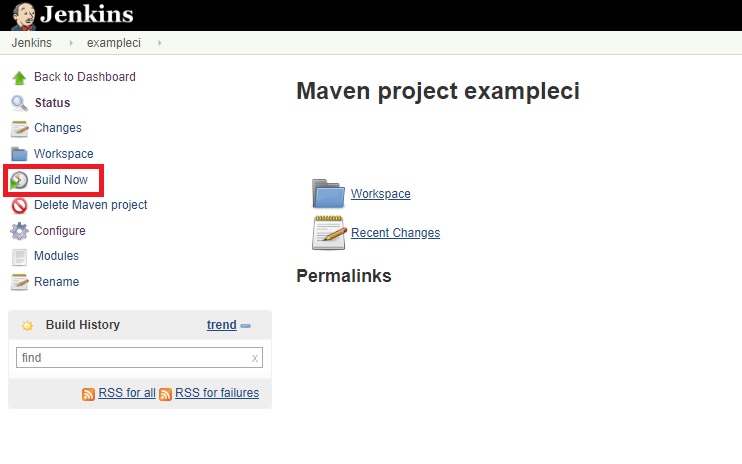 Jenkins
Jenkins exampleci
Back to Dashboard
Status
Changes
Workspace
Build Now
Delete Maven project
Configure
Modules
Rename
Build History trend
find x
RSS for all RSS for failures
Maven project exampleci
Workspace
Recent Changes
Permalinks